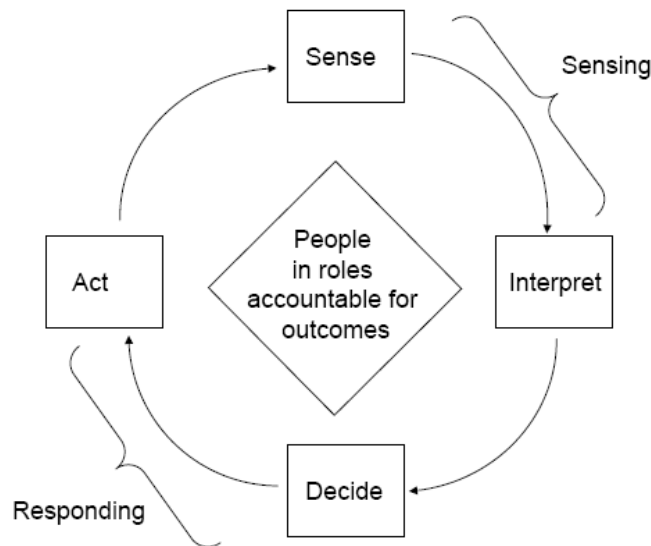 Sense
Sensing
People
in roles
accountable for
outcomes
Act
Interpret
Decide
Responding